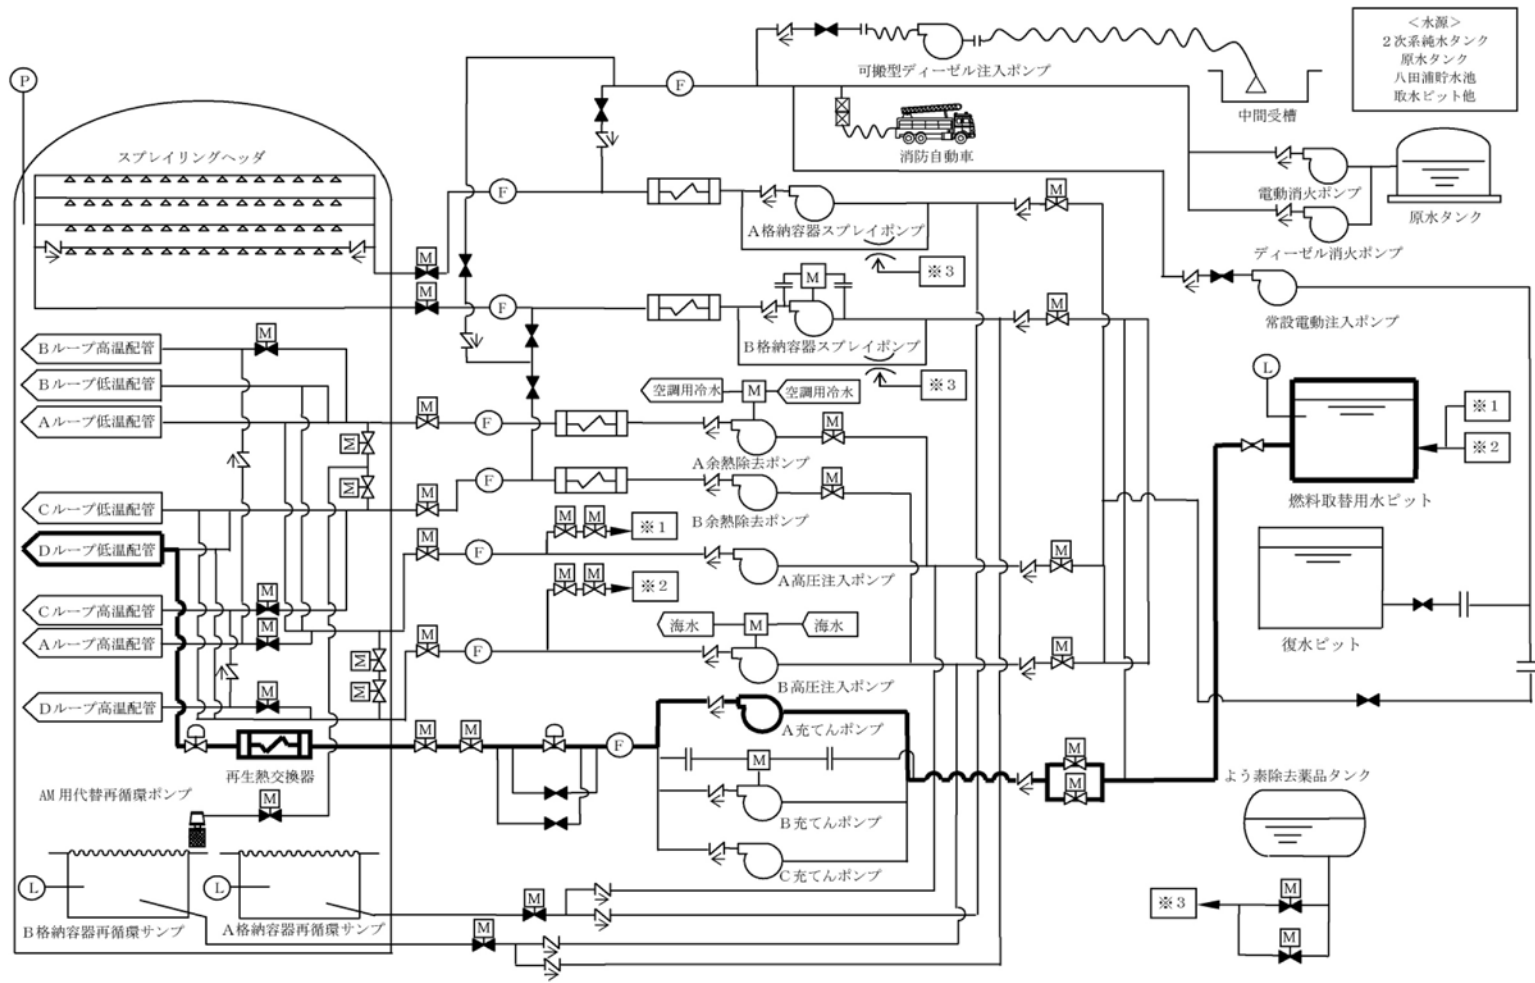 ＜水源＞
２次系純水タンク
原水タンク
八田浦貯水池
取水ピット他
P
F
可搬型ディーゼル注入ポンプ
中間受槽
消防自動車
電動消火ポンプ
原水タンク
ディーゼル消火ポンプ
常設電動注入ポンプ
スプレイリングヘッダ
F
M
A格納容器スプレイポンプ
※３
M
M
F
M
M
B格納容器スプレイポンプ
※３
Bループ高温配管
M
Bループ低温配管
空調用冷水
M
空調用冷水
Aループ低温配管
M
F
M
M
A余熱除去ポンプ
L
※１
※２
燃料取替用水ピット
M
F
M
Cループ低温配管
M
B余熱除去ポンプ
M
M
※１
Dループ低温配管
M
F
M
A高圧注入ポンプ
M
M
※２
Cループ高温配管
M
海水
M
海水
Aループ高温配管
M
M
F
M
B高圧注入ポンプ
復水ピット
M
M
Dループ高温配管
M
M
M
F
A充てんポンプ
M
M
M
再生熱交換器
よう素除去薬品タンク
AM用代替再循環ポンプ
M
B充てんポンプ
C充てんポンプ
L
L
M
M
※３
M
M
B格納容器再循環サンプ
A格納容器再循環サンプ